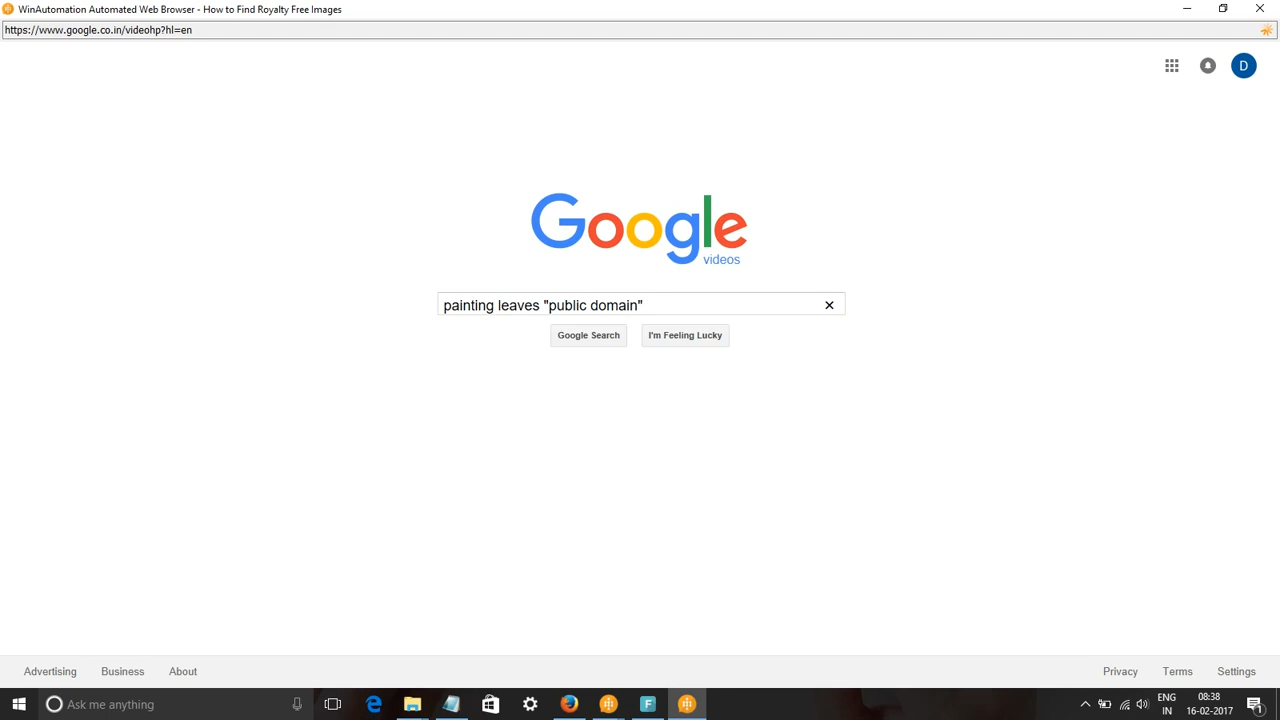 WinAutomation Automated Web Browser - How to Find Royalty Free Images
https://www.google.co.in/videohp?hl=en
D
Google
videos
painting leaves "public domain"
Google Search
I'm Feeling Lucky
Advertising
Business
About
Privacy
Terms
Settings
Ask me anything
F
ENG
IN
08:38
16-02-2017
1